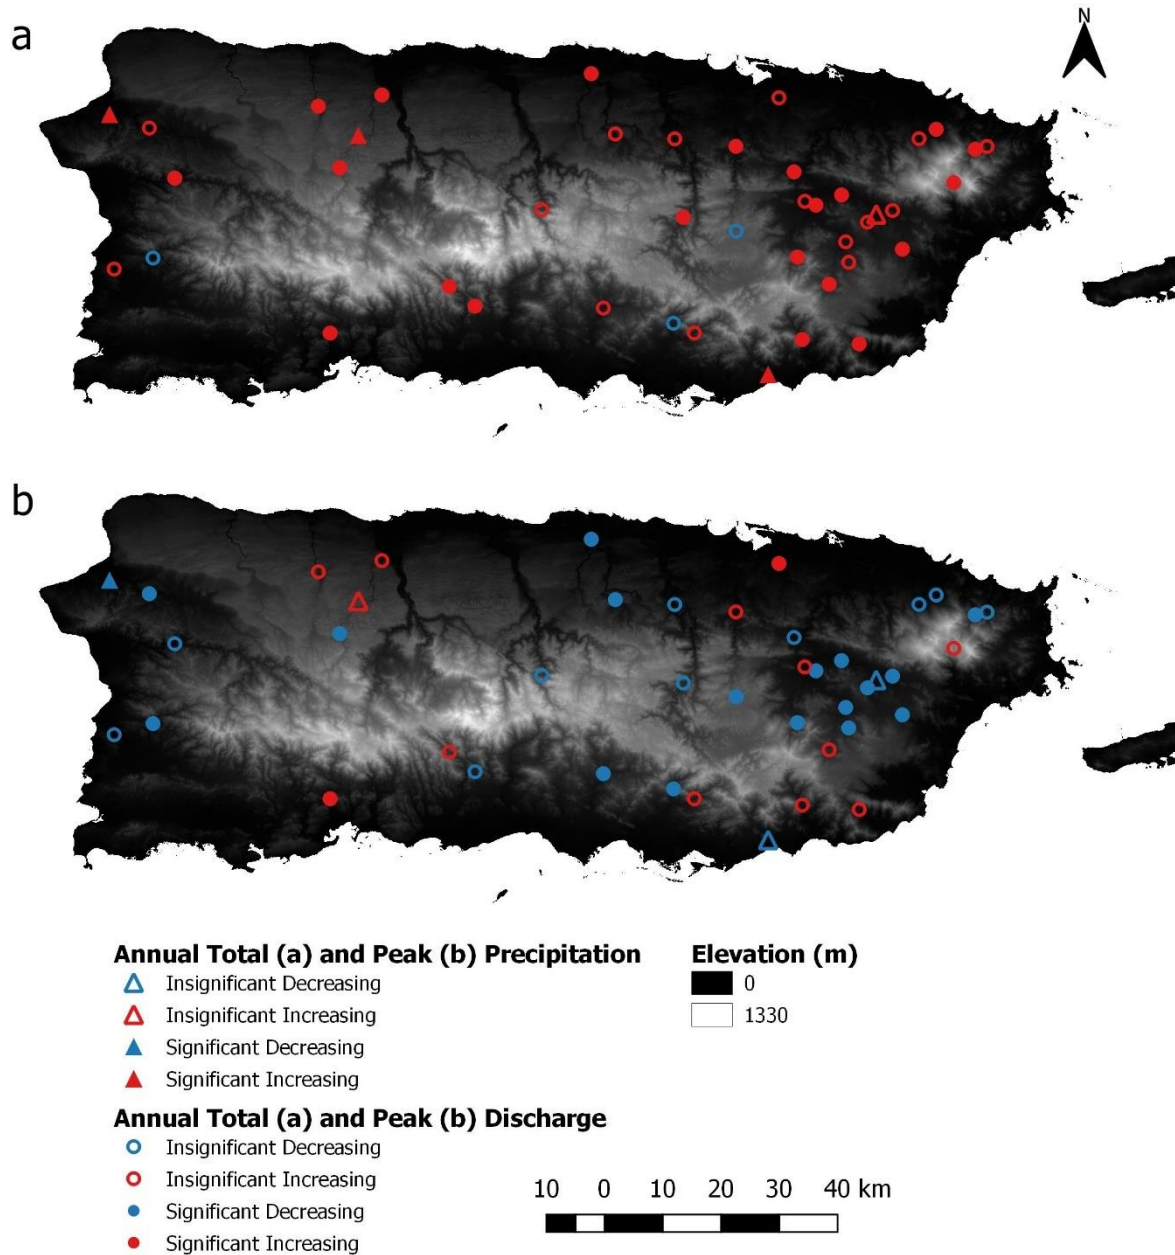 N
a
b
Annual Total (a) and Peak (b) Precipitation
Insignificant Decreasing
Insignificant Increasing
Significant Decreasing
Significant Increasing
Annual Total (a) and Peak (b) Discharge
Insignificant Decreasing
Insignificant Increasing
Significant Decreasing
Significant Increasing
Elevation (m)
0
1330
10 0 10 20 30 40 km